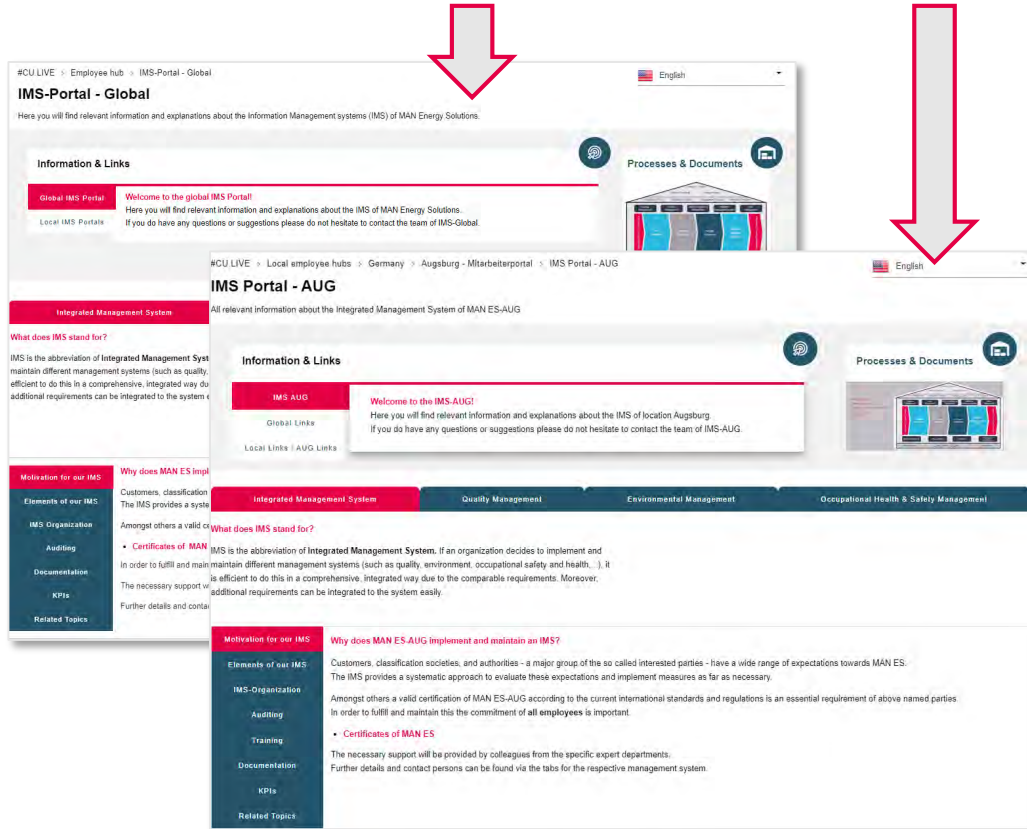 #CU LIVE > Employee hub > IMS-Portal - Global
English
IMS-Portal - Global
Here you will find relevant information and explanations about the Information Management systems (IMS) of MAN Energy Solutions.
Information & Links
Processes & Documents
Global IMS Portal
Welcome to the global IMS Portal!
Here you will find relevant information and explanations about the IMS of MAN Energy Solutions.
Local IMS Portals
If you do have any questions or suggestions please do not hesitate to contact the team of IMS-Global.
Integrated Management System
What does IMS stand for?
IMS is the abbreviation of Integrated Management Syst
maintain different management systems (such as quality,
efficient to do this in a comprehensive, integrated way du
additional requirements can be integrated to the system e
Motivation for our IMS
Elements of our IMS
IMS Organization
Auditing
Documentation
KPIs
Related Topics
Why does MAN ES impl
Customers, classification
The IMS provides a syste
Amongst others a valid ce
• Certificates of MAN
In order to fulfill and main
The necessary support w
Further details and conta
#CU LIVE > Local employee hubs > Germany > Augsburg - Mitarbeiterportal > IMS Portal - AUG
English
IMS Portal - AUG
All relevant information about the Integrated Management System of MAN ES-AUG
Information & Links
Processes & Documents
IMS AUG
Global Links
Local Links | AUG Links
Welcome to the IMS-AUG!
Here you will find relevant information and explanations about the IMS of location Augsburg.
If you do have any questions or suggestions please do not hesitate to contact the team of IMS-AUG.
Integrated Management System
Quality Management
Environmental Management
Occupational Health & Safety Management
What does IMS stand for?
IMS is the abbreviation of Integrated Management System. If an organization decides to implement and
maintain different management systems (such as quality, environment, occupational safety and health,...), it
is efficient to do this in a comprehensive, integrated way due to the comparable requirements. Moreover,
additional requirements can be integrated to the system easily.
Motivation for our IMS
Elements of our IMS
IMS-Organization
Auditing
Training
Documentation
KPIs
Related Topics
Why does MAN ES-AUG implement and maintain an IMS?
Customers, classification societies, and authorities - a major group of the so called interested parties - have a wide range of expectations towards MAN ES.
The IMS provides a systematic approach to evaluate these expectations and implement measures as far as necessary.
Amongst others a valid certification of MAN ES-AUG according to the current international standards and regulations is an essential requirement of above named parties.
In order to fulfill and maintain this the commitment of all employees is important.
• Certificates of MAN ES
The necessary support will be provided by colleagues from the specific expert departments.
Further details and contact persons can be found via the tabs for the respective management system.